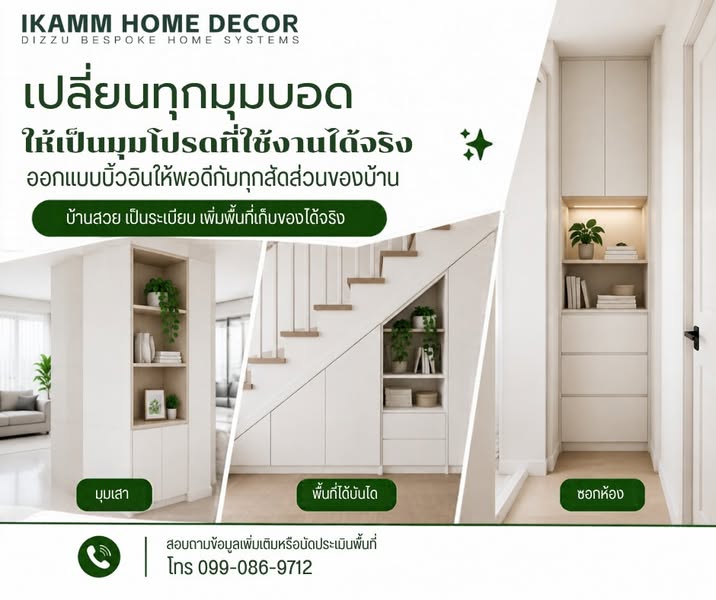 IKAMM HOME DECOR
DIZZU BESPOKE HOME SYSTEMS
เปลี่ยนทุกมุมบอด
ให้เป็นมุมโปรดที่ใช้งานได้จริง
ออกแบบบิ้วอินให้พอดีกับทุกสัดส่วนของบ้าน
บ้านสวย เป็นระเบียบ เพิ่มพื้นที่เก็บของได้จริง
มุมเสา
พื้นที่ใต้บันได
ซอกห้อง
สอบถามข้อมูลเพิ่มเติมหรือนัดประเมินพื้นที่
โทร 099-086-9712